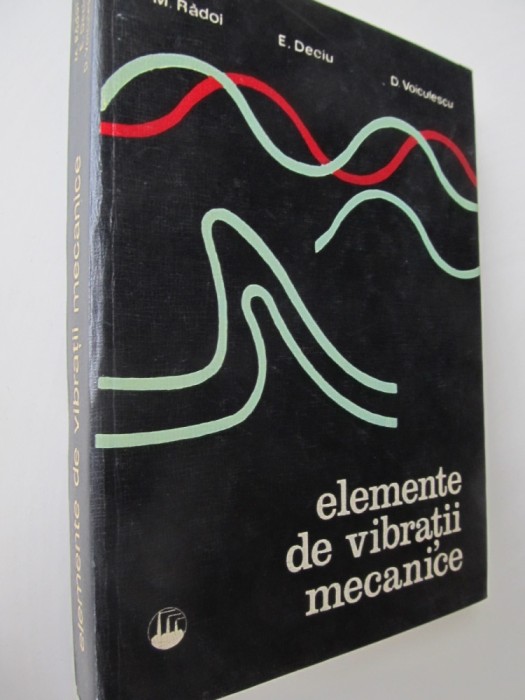 M. Rădoi
E. Deciu
D. Voiculescu
elemente
de vibrații
mecanice
elemente de vibrații mecanice